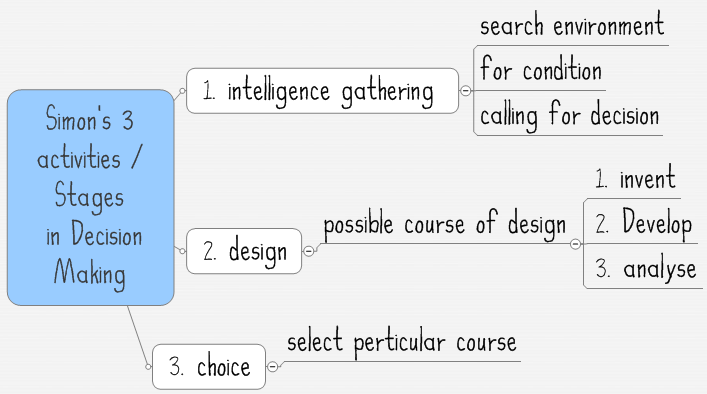 Simon's 3
activities /
Stages
in Decision
Making
1. intelligence gathering
search environment
for condition
calling for decision
2. design
possible course of design
1. invent
2. Develop
3. analyse
3. choice
select perticular course